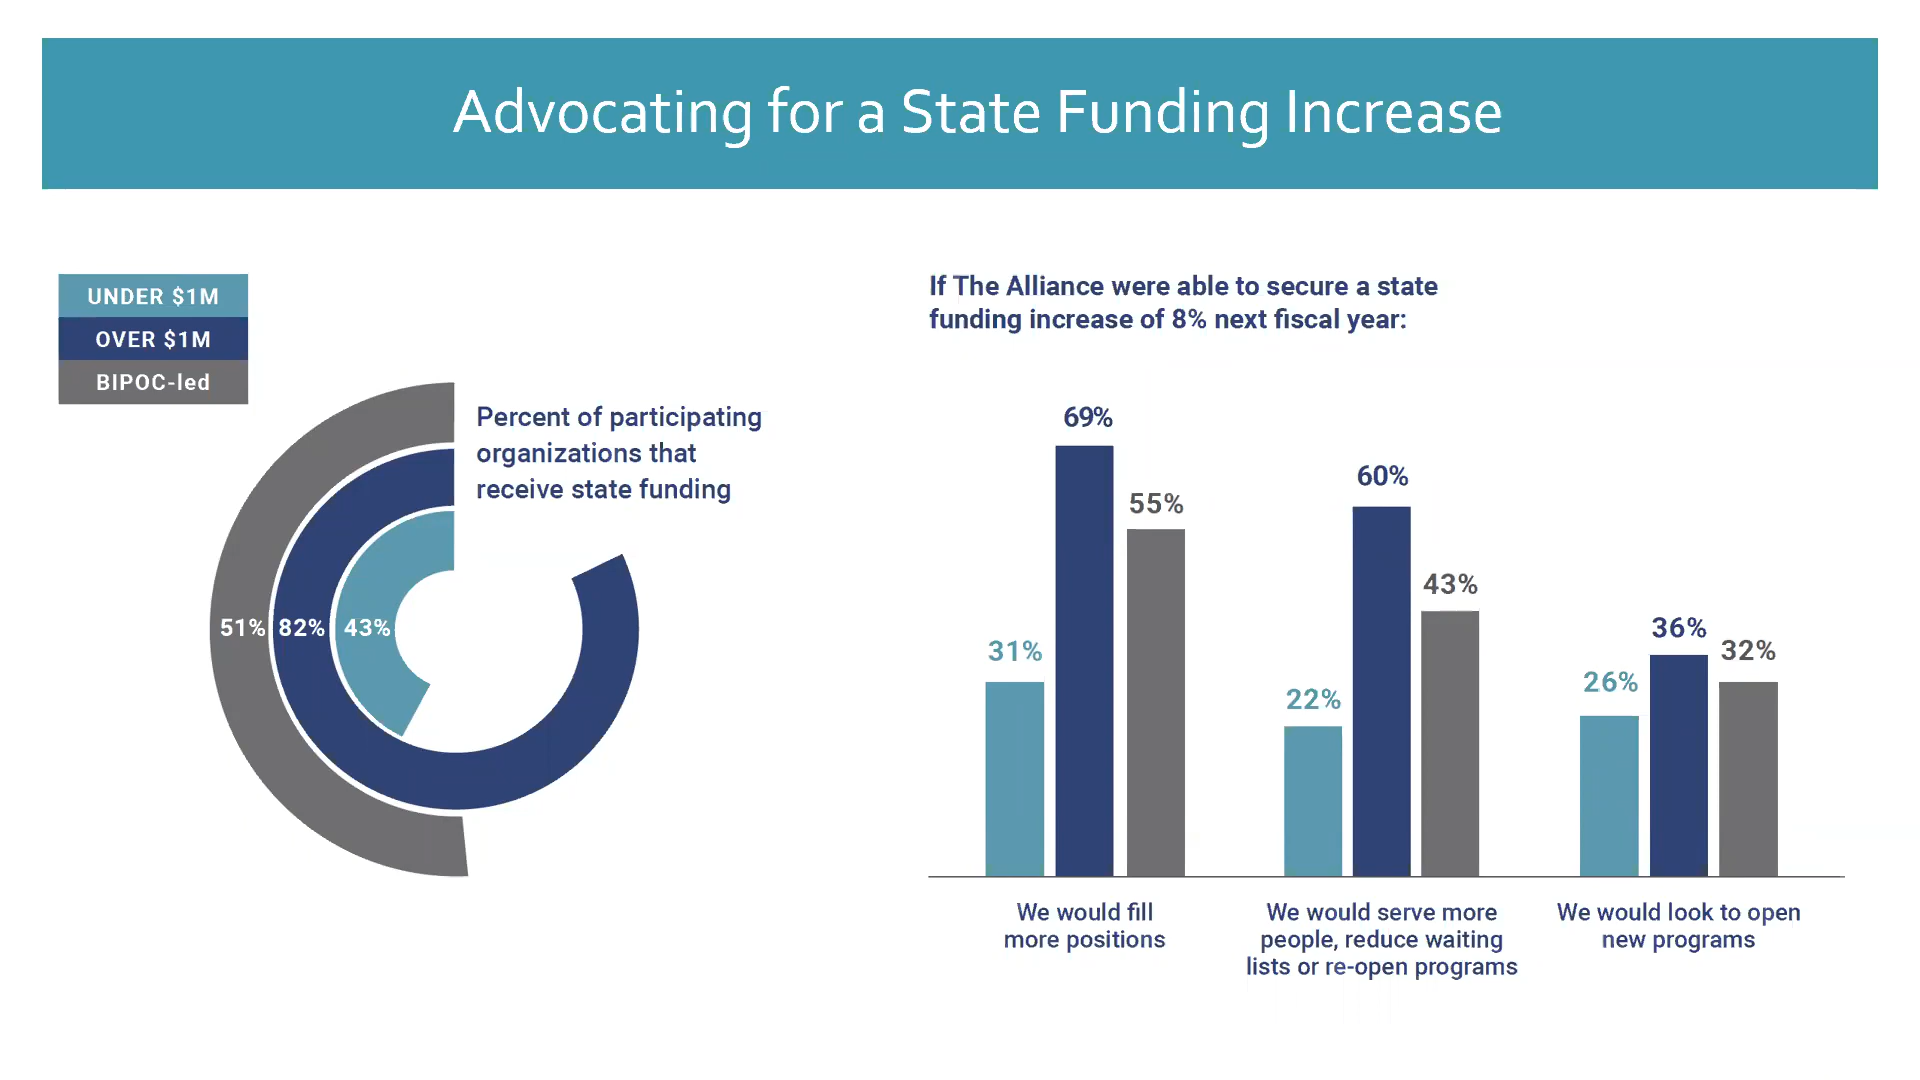 Advocating for a State Funding Increase
UNDER $1M
OVER $1M
BIPOC-led
Percent of participating
organizations that
receive state funding
51% 82% 43%
If The Alliance were able to secure a state
funding increase of 8% next fiscal year:
31%
69%
55%
22%
60%
43%
26%
36%
32%
We would fill
more positions
We would serve more
people, reduce waiting
lists or re-open programs
We would look to open
new programs